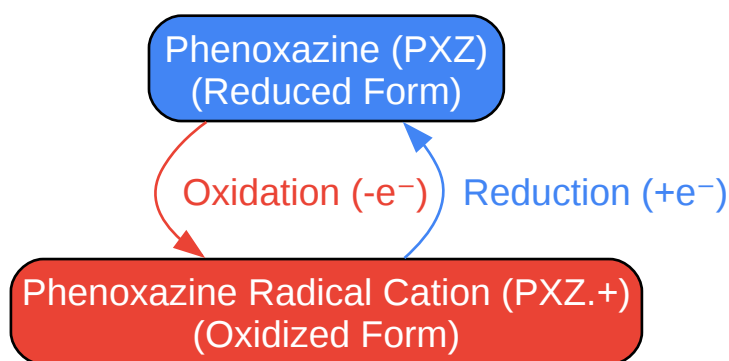 Phenoxazine (PXZ)
(Reduced Form)
Oxidation (-e⁻)
Reduction (+e⁻)
Phenoxazine Radical Cation (PXZ.+)
(Oxidized Form)